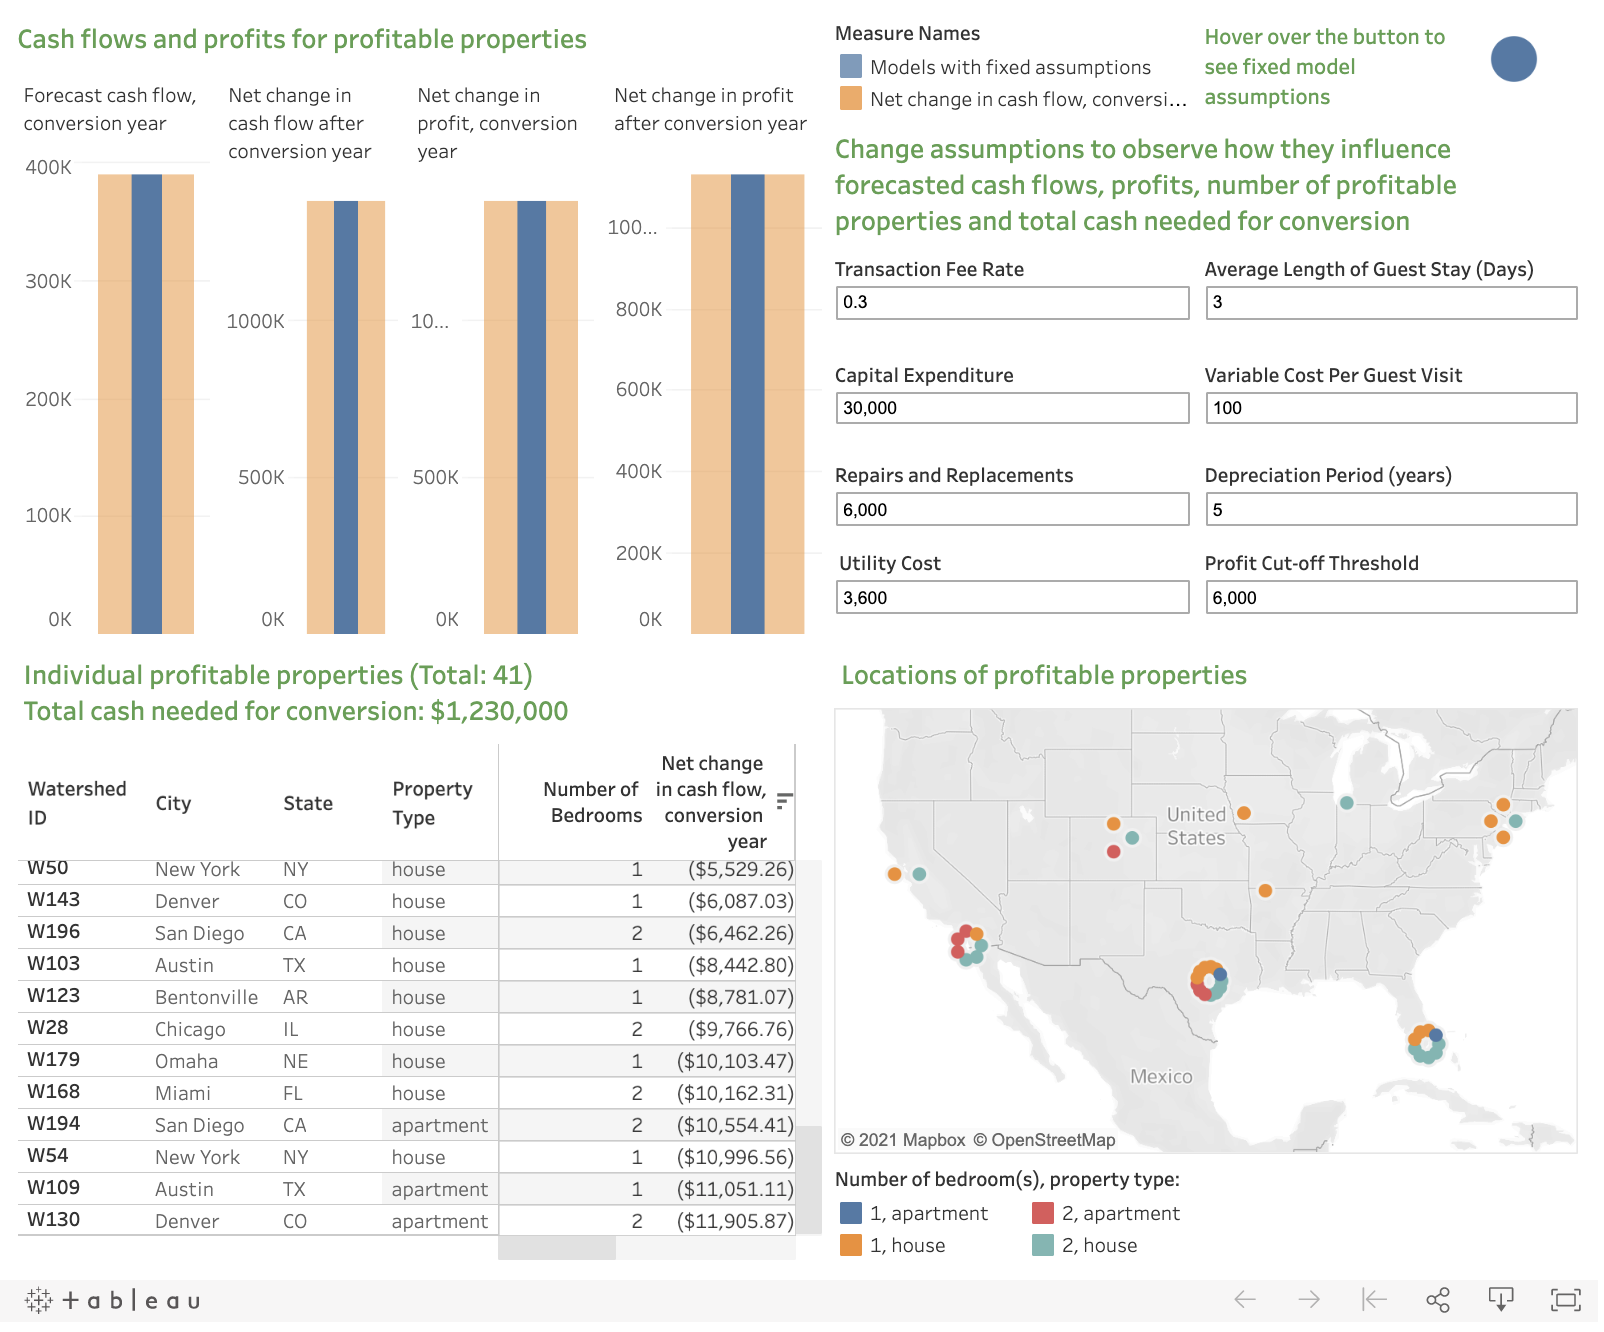 Cash flows and profits for profitable properties
Forecast cash flow,
conversion year
Net change in
cash flow after
conversion year
Net change in
profit, conversion
year
Net change in profit
after conversion year
400K
300K
200K
100K
0K
1000K
500K
0K
10...
500K
0K
100...
800K
600K
400K
200K
0K
Measure Names
Models with fixed assumptions
Net change in cash flow, conversi...
Hover over the button to
see fixed model
assumptions
Change assumptions to observe how they influence
forecasted cash flows, profits, number of profitable
properties and total cash needed for conversion
Transaction Fee Rate
0.3
Average Length of Guest Stay (Days)
3
Capital Expenditure
30,000
Variable Cost Per Guest Visit
100
Repairs and Replacements
6,000
Depreciation Period (years)
5
Utility Cost
3,600
Profit Cut-off Threshold
6,000
Individual profitable properties (Total: 41)
Total cash needed for conversion: $1,230,000
Watershed
ID
City
State
Property
Type
Number of
Bedrooms
Net change
in cash flow,
conversion
year
W50 New York NY house 1 ($5,529.26)
W143 Denver CO house 1 ($6,087.03)
W196 San Diego CA house 2 ($6,462.26)
W103 Austin TX house 1 ($8,442.80)
W123 Bentonville AR house 1 ($8,781.07)
W28 Chicago IL house 2 ($9,766.76)
W179 Omaha NE house 1 ($10,103.47)
W168 Miami FL house 2 ($10,162.31)
W194 San Diego CA apartment 2 ($10,554.41)
W54 New York NY house 1 ($10,996.56)
W109 Austin TX apartment 1 ($11,051.11)
W130 Denver CO apartment 2 ($11,905.87)
Locations of profitable properties
United
States
Mexico
© 2021 Mapbox © OpenStreetMap
Number of bedroom(s), property type:
1, apartment
2, apartment
1, house
2, house
+ableau